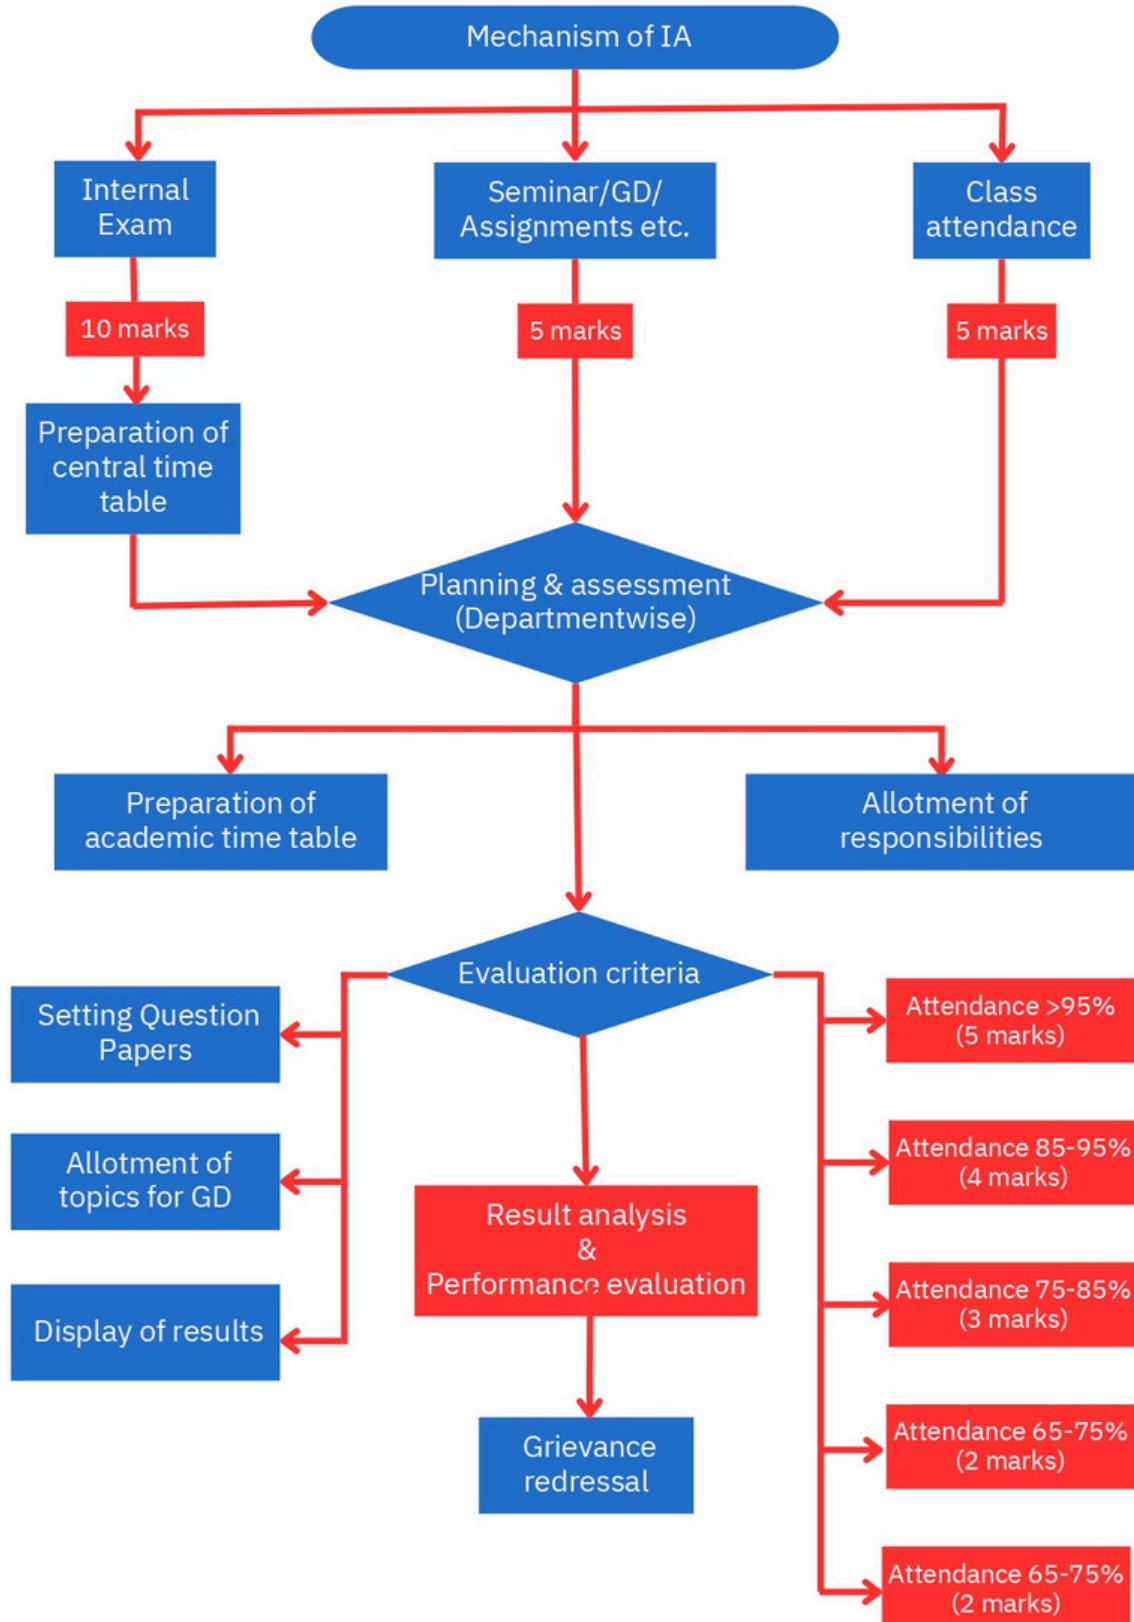 Mechanism of IA
Internal
Exam
Seminar/GD/
Assignments etc.
Class
attendance
10 marks
5 marks
5 marks
Preparation of
central time
table
Planning & assessment
(Departmentwise)
Preparation of
academic time table
Allotment of
responsibilities
Evaluation criteria
Setting Question
Papers
Allotment of
topics for GD
Display of results
Result analysis
&
Performance evaluation
Grievance
redressal
Attendance >95%
(5 marks)
Attendance 85-95%
(4 marks)
Attendance 75-85%
(3 marks)
Attendance 65-75%
(2 marks)
Attendance 65-75%
(2 marks)